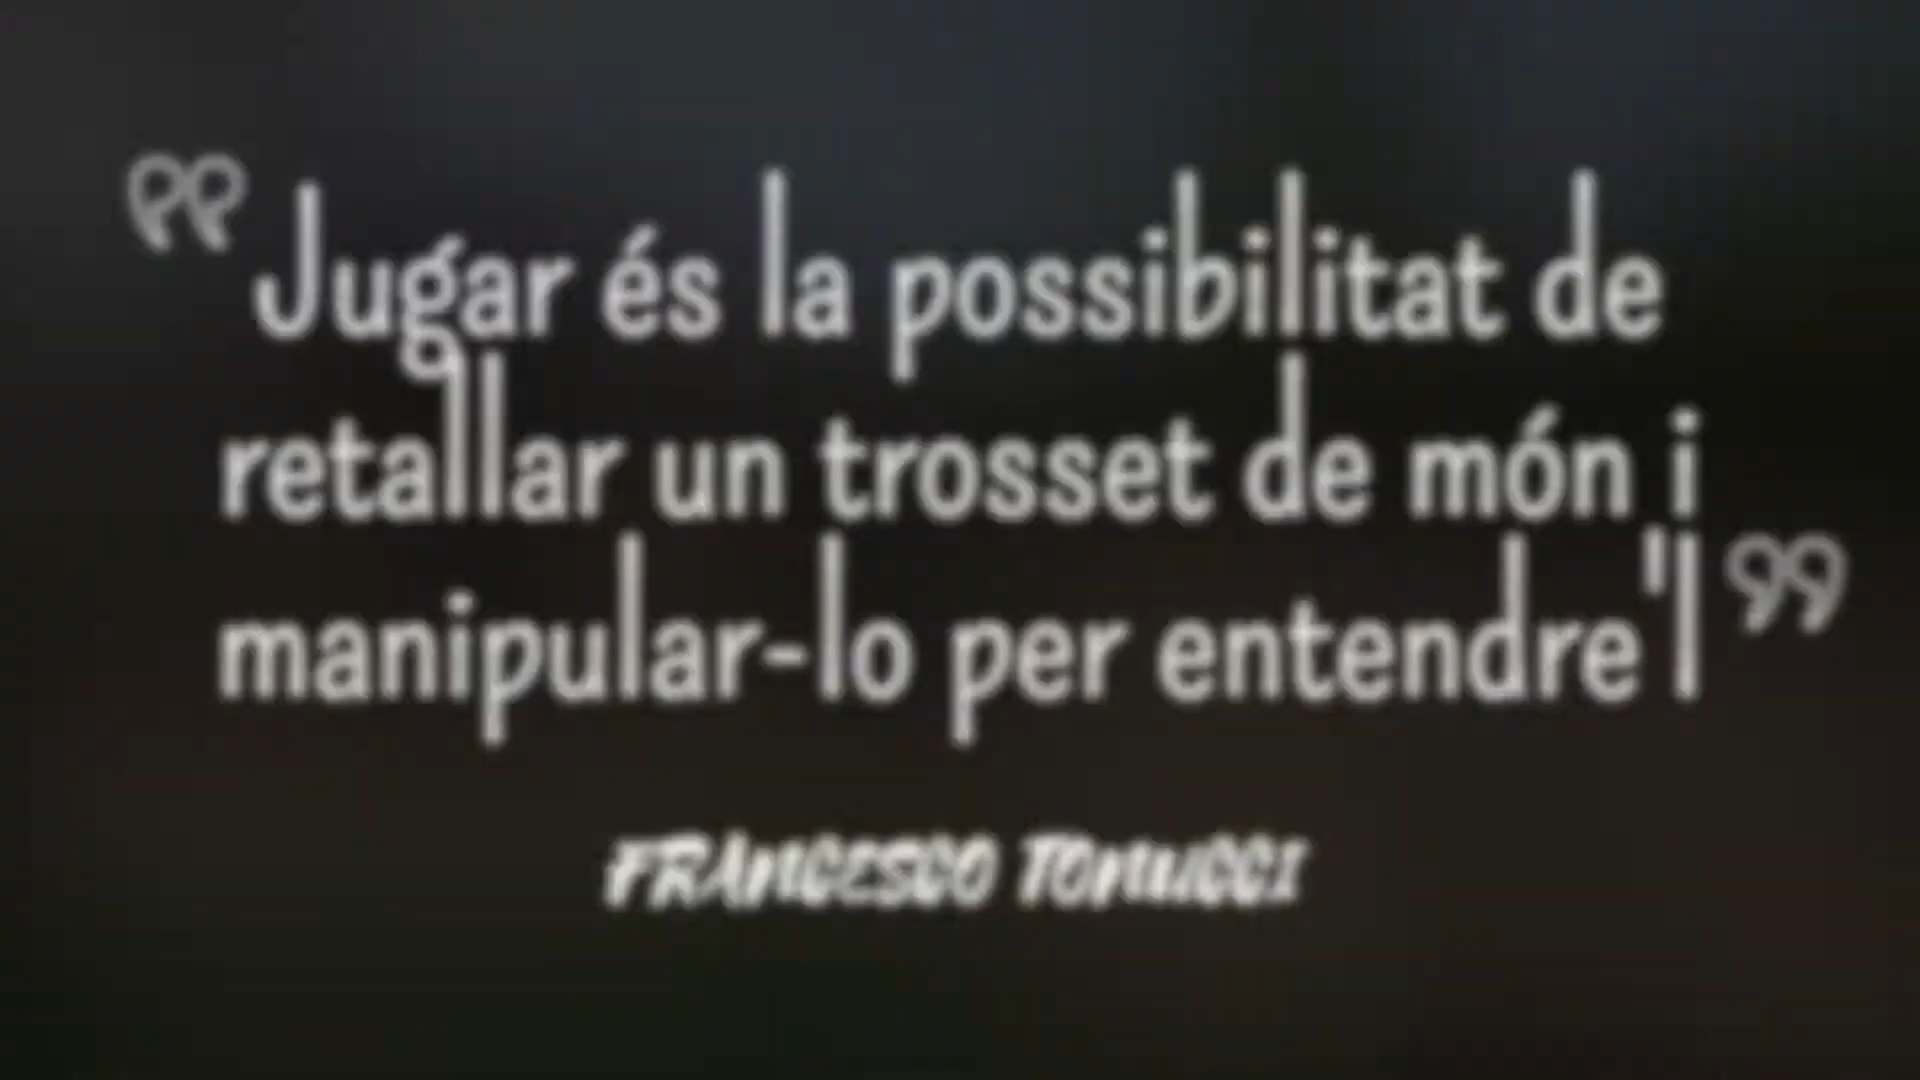 “Jugar és la possibilitat de
retallar un trosset de món i
manipular-lo per entendre'l”
FRANCESCO TONUCCI